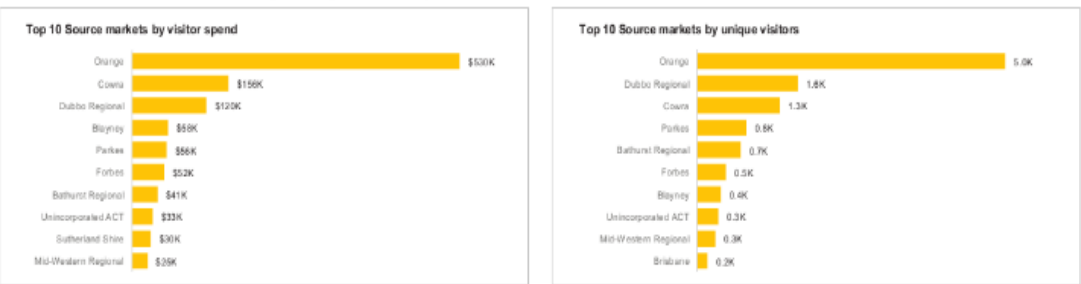 Top 10 Source markets by visitor spend
Orange $530K
Cowra $156K
Dubbo Regional $120K
Blayney $58K
Parkes $56K
Forbes $52K
Bathurst Regional $41K
Unincorporated ACT $33K
Sutherland Shire $30K
Mid-Western Regional
Top 10 Source markets by unique visitors
Orange 5.0K
Dubbo Regional 1.6K
Cowra 1.3K
Parkes 0.8K
Bathurst Regional 0.7K
Forbes 0.5K
Blayney 0.4K
Unincorporated ACT 0.3K
Mid-Western Regional 0.3K
Brisbane 0.2K